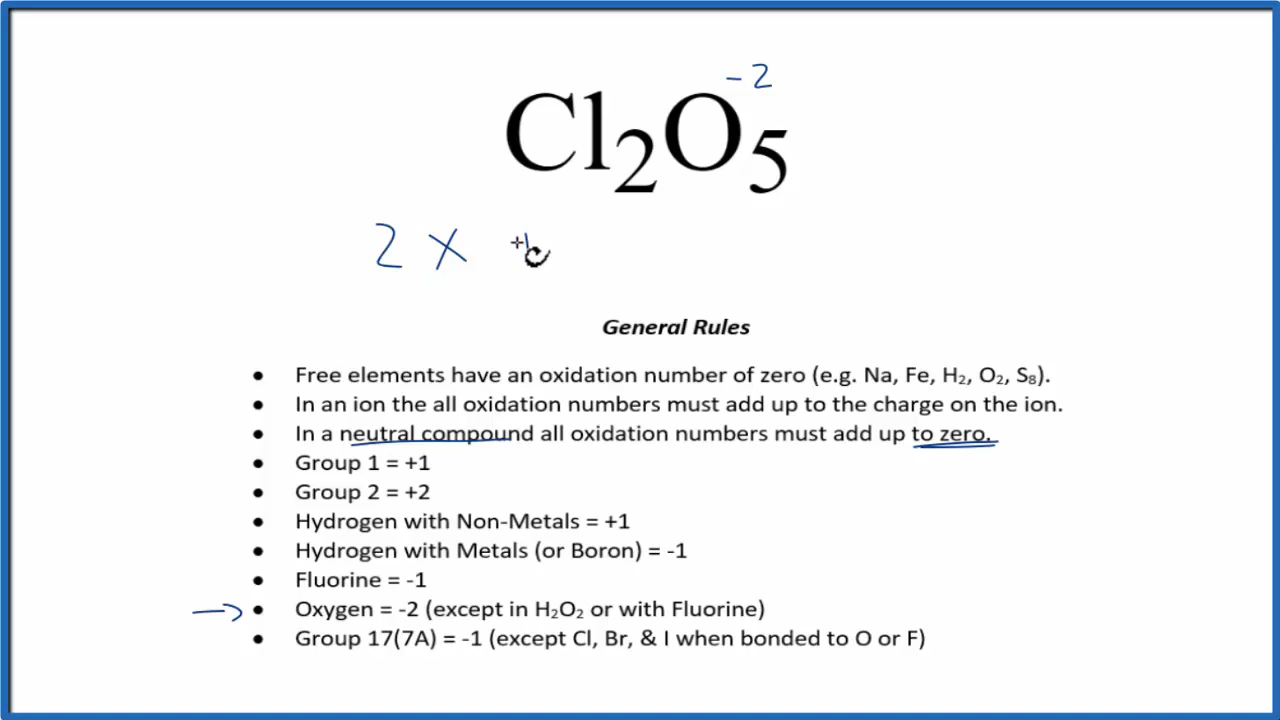 -2
Cl₂O₅
2 x
General Rules
• Free elements have an oxidation number of zero (e.g. Na, Fe, H₂, O₂, S₈).
• In an ion the all oxidation numbers must add up to the charge on the ion.
• In a neutral compound all oxidation numbers must add up to zero.
• Group 1 = +1
• Group 2 = +2
• Hydrogen with Non-Metals = +1
• Hydrogen with Metals (or Boron) = -1
• Fluorine = -1
→ • Oxygen = -2 (except in H₂O₂ or with Fluorine)
• Group 17(7A) = -1 (except Cl, Br, & I when bonded to O or F)